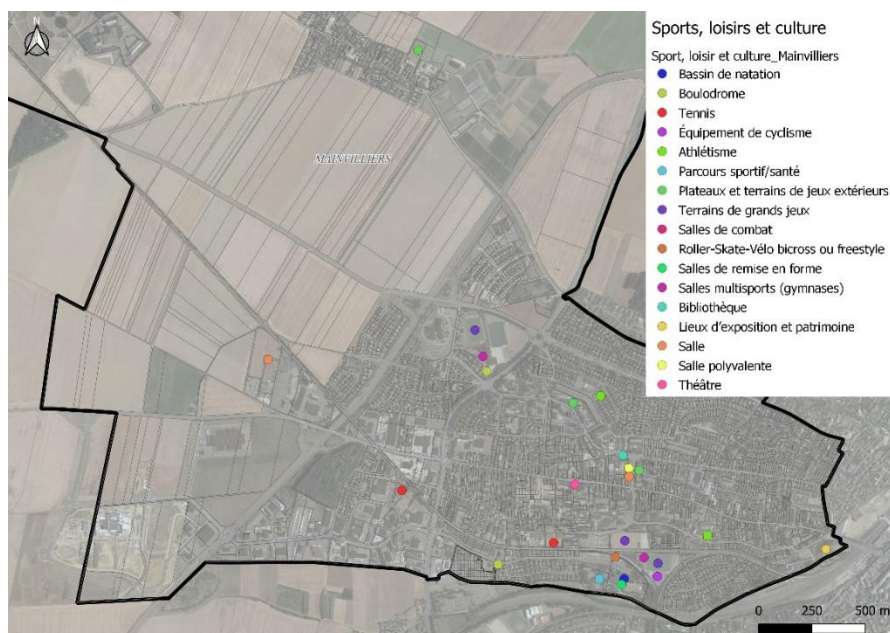 N
MAINVILLIERS
Sports, loisirs et culture
Sport, loisir et culture_Mainvilliers
Bassin de natation
Boulodrome
Tennis
Équipement de cyclisme
Athlétisme
Parcours sportif/santé
Plateaux et terrains de jeux extérieurs
Terrains de grands jeux
Salles de combat
Roller-Skate-Vélo bicross ou freestyle
Salles de remise en forme
Salles multisports (gymnases)
Bibliothèque
Lieux d'exposition et patrimoine
Salle
Salle polyvalente
Théâtre
0 250 500 m